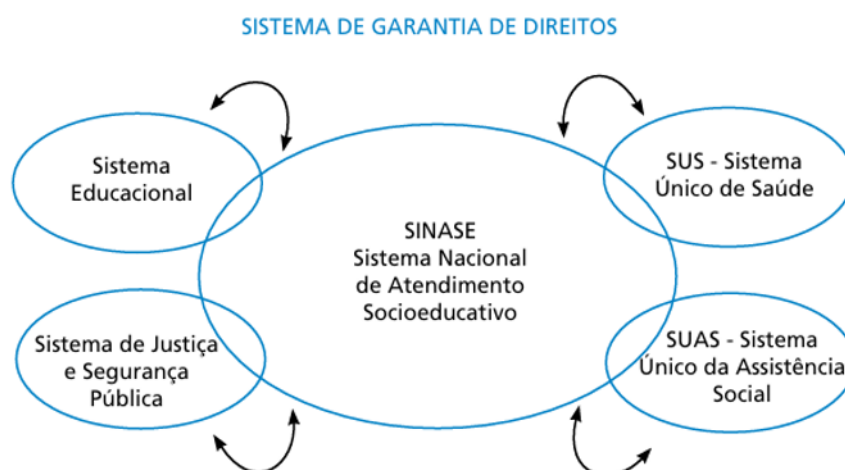 SISTEMA DE GARANTIA DE DIREITOS
Sistema
Educacional
SUS - Sistema
Único de Saúde
SINASE
Sistema Nacional
de Atendimento
Socioeducativo
Sistema de Justiça
e Segurança
Pública
SUAS - Sistema
Único da Assistência
Social